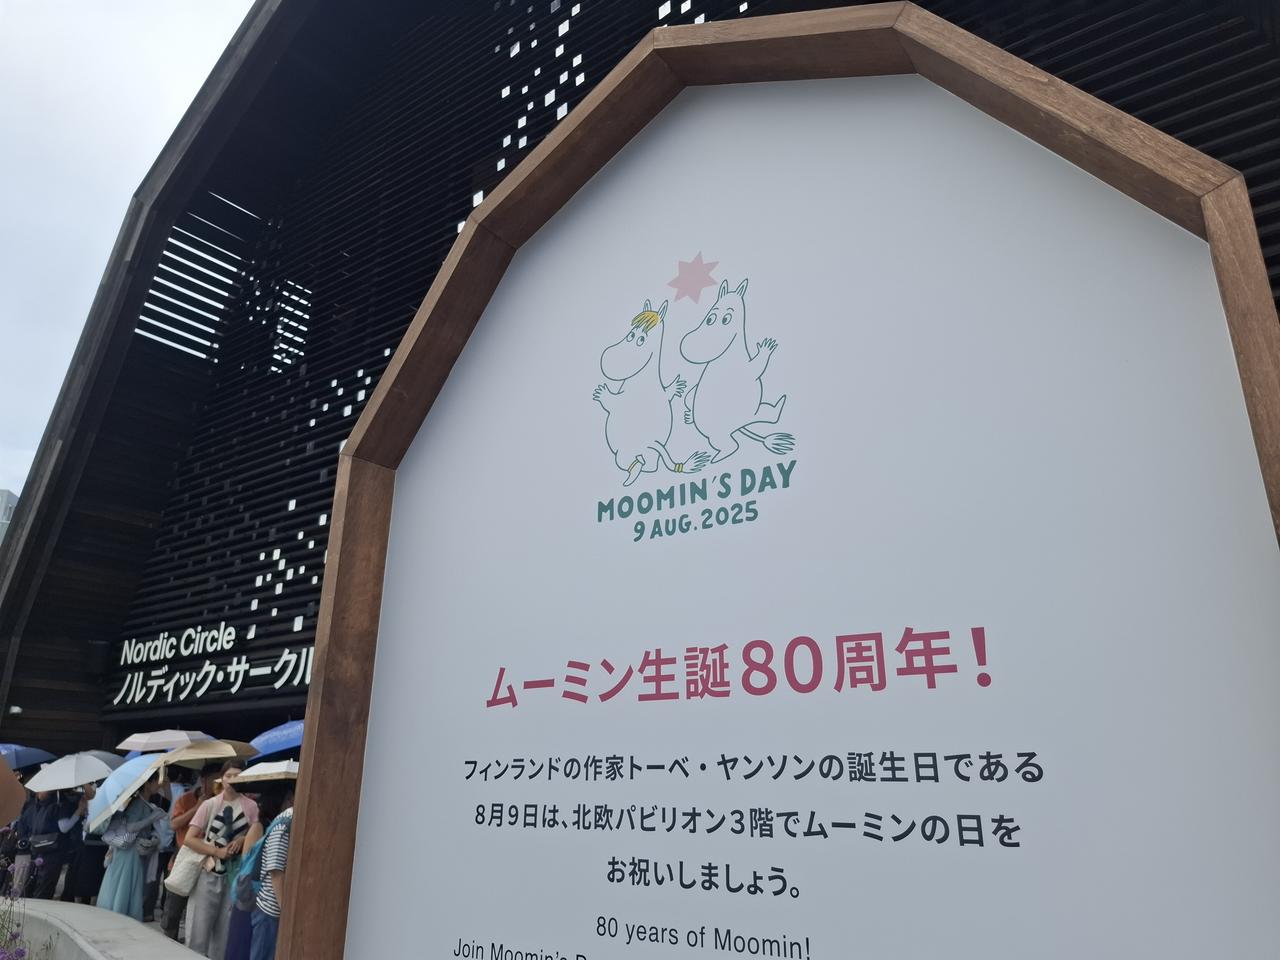 Nordic Circle
ノルディック・サークル
MOOMIN'S DAY
9 AUG. 2025
ムーミン生誕80周年！
フィンランドの作家トーベ・ヤンソンの誕生日である
8月9日は、北欧パビリオン3階でムーミンの日を
お祝いしましょう。
80 years of Moomin!
Join Moomin's